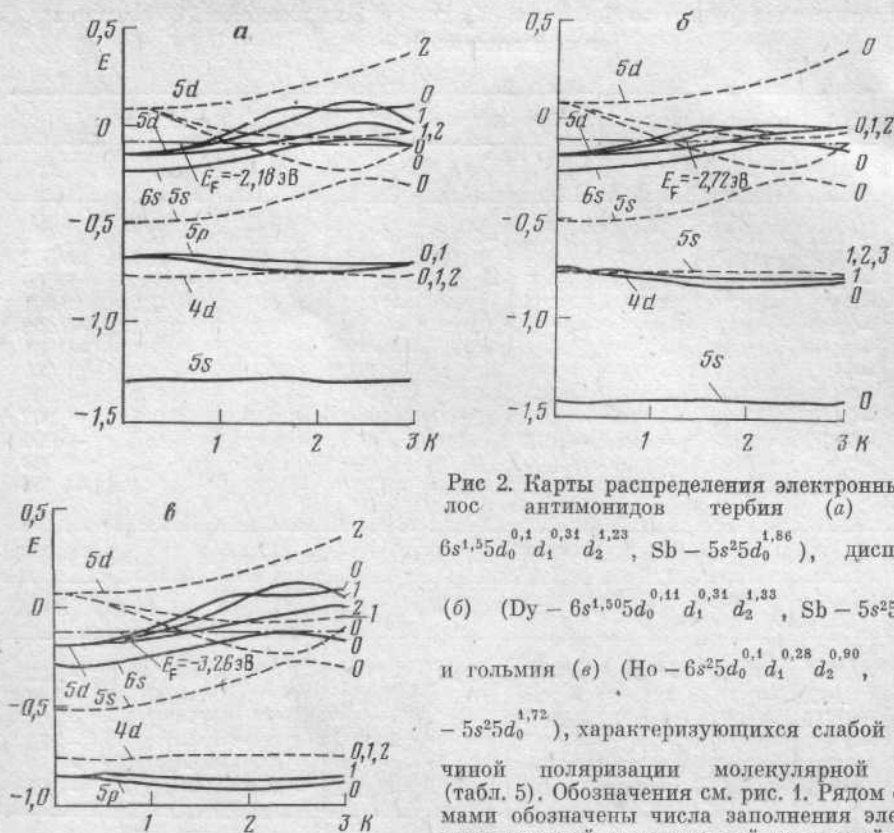 а
0,5
E
0
−0,5
−1,0
−1,5
5d
5d
6s
5s
E_F=−2,18эВ
5p
4d
5s
2
0
1
1,2
0
0
0
0,1
0,1,2
1
2
3 K
б
0,5
0
−0,5
−1,0
−1,5
5d
5d
6s
5s
E_F=−2,72эВ
5s
4d
5s
0
0,1,2
0
0
1,2,3
1
0
0
1
2
3 K
в
0,5
E
0
−0,5
−1,0
5d
5d
5s
6s
E_F=−3,26эВ
4d
5p
2
0
1
2
1
0
0
0
0,1,2
1
0
1
2
3 K
Рис 2. Карты распределения электронны
лос антимонидов тербия (а)
6s^1,5 5d_0^0,1 d_1^0,31 d_2^1,23, Sb − 5s^2 5d_0^1,86), дисп
(б) (Dy − 6s^1,50 5d_0^0,11 d_1^0,31 d_2^1,33, Sb − 5s^2 5
и гольмия (в) (Ho − 6s^2 5d_0^0,1 d_1^0,28 d_2^0,90,
− 5s^2 5d_0^1,72), характеризующихся слабой
чиной поляризации молекулярной
(табл. 5). Обозначения см. рис. 1. Рядом
мами обозначены числа заполнения эле